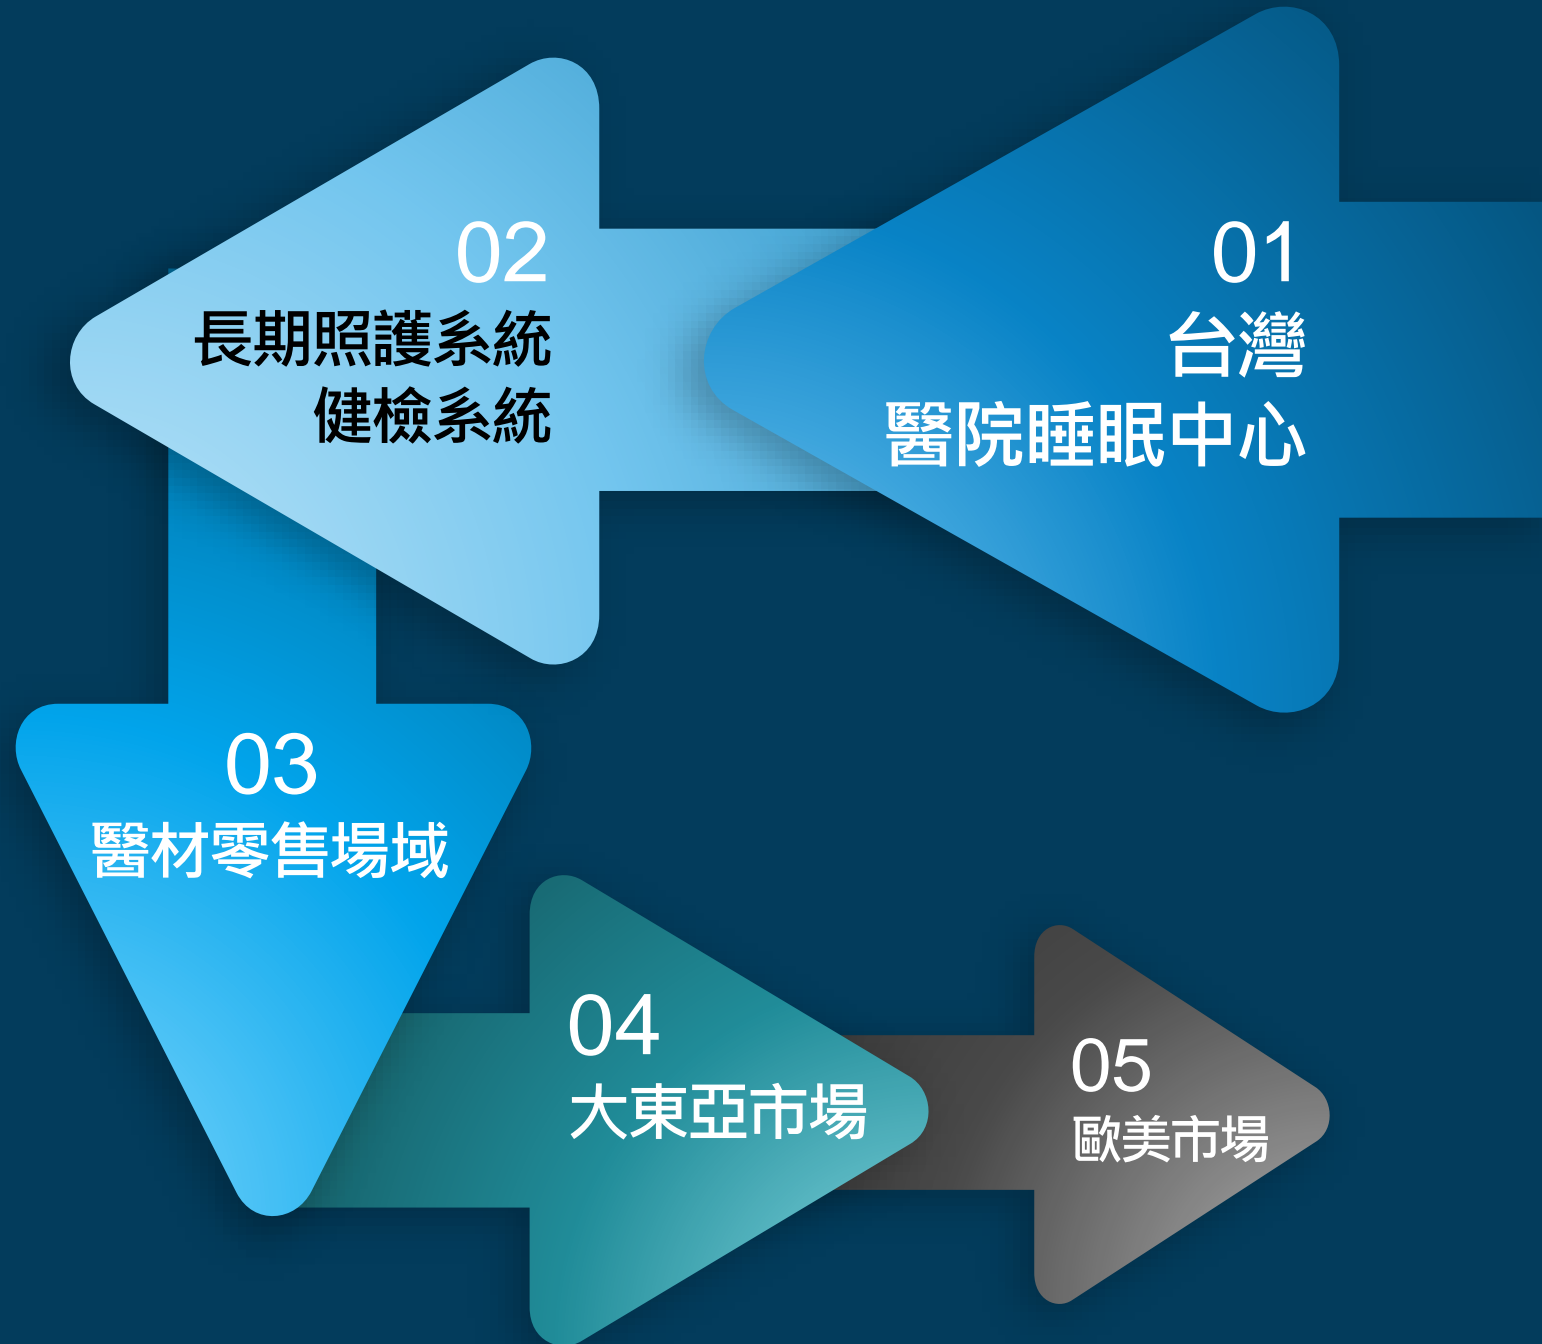 01
台灣
醫院睡眠中心
02
長期照護系統
健檢系統
03
醫材零售場域
04
大東亞市場
05
歐美市場